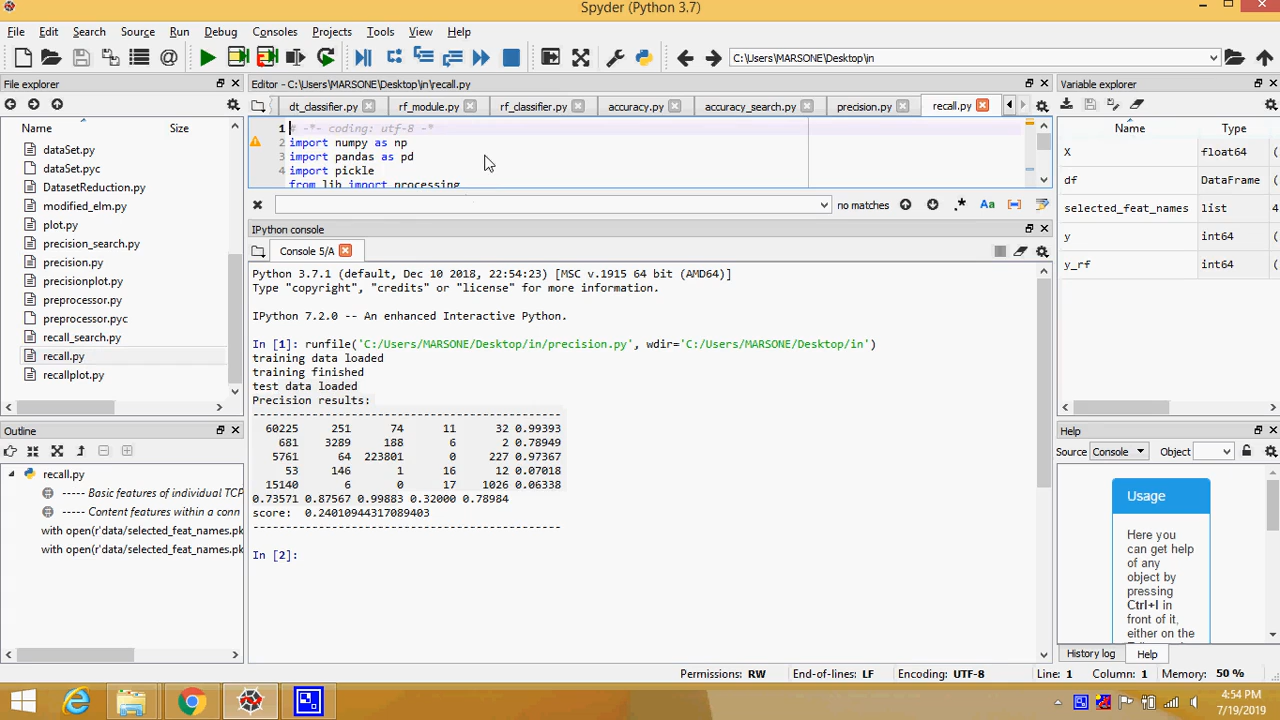 Spyder (Python 3.7)
File Edit Search Source Run Debug Consoles Projects Tools View Help
C:\Users\MARSONE\Desktop\in
File explorer
Name Size
dataSet.py
dataSet.pyc
DatasetReduction.py
modified_elm.py
plot.py
precision_search.py
precision.py
precisionplot.py
preprocessor.py
preprocessor.pyc
recall_search.py
recall.py
recallplot.py
Outline
recall.py
----- Basic features of individual TCP
----- Content features within a conn
with open(r'data/selected_feat_names.pk
with open(r'data/selected_feat_names.pk
Editor - C:\Users\MARSONE\Desktop\in\recall.py
dt_classifier.py rf_module.py rf_classifier.py accuracy.py accuracy_search.py precision.py recall.py
1 # -*- coding: utf-8 -*
2 import numpy as np
3 import pandas as pd
4 import pickle
from lib import processing
no matches .* Aa
IPython console
Console 5/A
Python 3.7.1 (default, Dec 10 2018, 22:54:23) [MSC v.1915 64 bit (AMD64)]
Type "copyright", "credits" or "license" for more information.
IPython 7.2.0 -- An enhanced Interactive Python.
In [1]: runfile('C:/Users/MARSONE/Desktop/in/precision.py', wdir='C:/Users/MARSONE/Desktop/in')
training data loaded
training finished
test data loaded
Precision results:
--------------------------------------------
60225 251 74 11 32 0.99393
681 3289 188 6 2 0.78949
5761 64 223801 0 227 0.97367
53 146 1 16 12 0.07018
15140 6 0 17 1026 0.06338
0.73571 0.87567 0.99883 0.32000 0.78984
score: 0.24010944317089403
--------------------------------------------
In [2]:
Variable explorer
Name Type
X float64
df DataFrame
selected_feat_names list 4
y int64 (
y_rf int64 (
Help
Source Console Object
Usage
Here you
can get help
of any
object by
pressing
Ctrl+I in
front of it,
either on the
History log Help
Permissions: RW End-of-lines: LF Encoding: UTF-8 Line: 1 Column: 1 Memory: 50 %
4:54 PM
7/19/2019